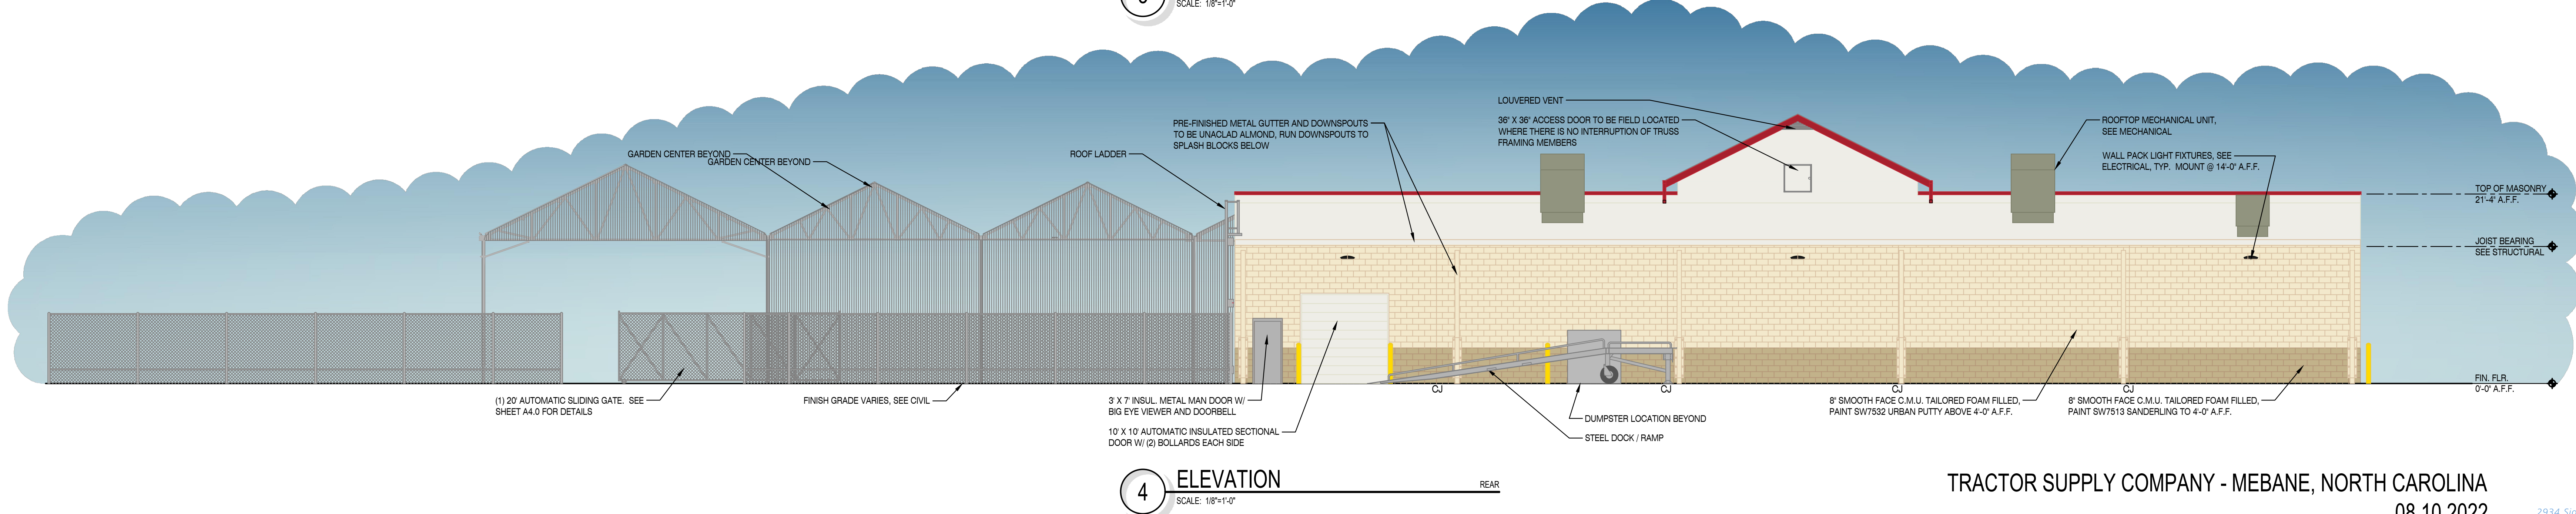 SCALE: 1/8"=1'-0"
GARDEN CENTER BEYOND
GARDEN CENTER BEYOND
ROOF LADDER
PRE-FINISHED METAL GUTTER AND DOWNSPOUTS
TO BE UNACLAD ALMOND, RUN DOWNSPOUTS TO
SPLASH BLOCKS BELOW
LOUVERED VENT
36" X 36" ACCESS DOOR TO BE FIELD LOCATED
WHERE THERE IS NO INTERRUPTION OF TRUSS
FRAMING MEMBERS
ROOFTOP MECHANICAL UNIT,
SEE MECHANICAL
WALL PACK LIGHT FIXTURES, SEE
ELECTRICAL, TYP. MOUNT @ 14'-0" A.F.F.
TOP OF MASONRY
21'-4" A.F.F.
JOIST BEARING
SEE STRUCTURAL
FIN. FLR.
0'-0" A.F.F.
CJ
CJ
CJ
CJ
(1) 20' AUTOMATIC SLIDING GATE. SEE
SHEET A4.0 FOR DETAILS
FINISH GRADE VARIES, SEE CIVIL
3' X 7' INSUL. METAL MAN DOOR W/
BIG EYE VIEWER AND DOORBELL
10' X 10' AUTOMATIC INSULATED SECTIONAL
DOOR W/ (2) BOLLARDS EACH SIDE
DUMPSTER LOCATION BEYOND
STEEL DOCK / RAMP
8" SMOOTH FACE C.M.U. TAILORED FOAM FILLED,
PAINT SW7532 URBAN PUTTY ABOVE 4'-0" A.F.F.
8" SMOOTH FACE C.M.U. TAILORED FOAM FILLED,
PAINT SW7513 SANDERLING TO 4'-0" A.F.F.
4 ELEVATION REAR
SCALE: 1/8"=1'-0"
TRACTOR SUPPLY COMPANY - MEBANE, NORTH CAROLINA
08.10.2022
2934